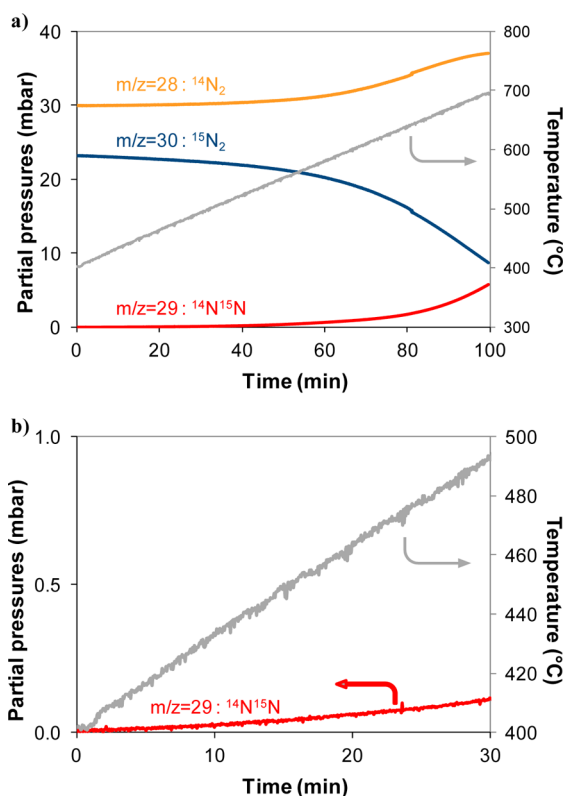 a)
Partial pressures (mbar)
40
30
20
10
0
m/z=28 : ¹⁴N₂
m/z=30 : ¹⁵N₂
m/z=29 : ¹⁴N¹⁵N
800
700
600
500
400
300
Temperature (°C)
0 20 40 60 80 100
Time (min)
b)
Partial pressures (mbar)
1.0
0.5
0.0
m/z=29 : ¹⁴N¹⁵N
500
480
460
440
420
400
Temperature (°C)
0 10 20 30
Time (min)